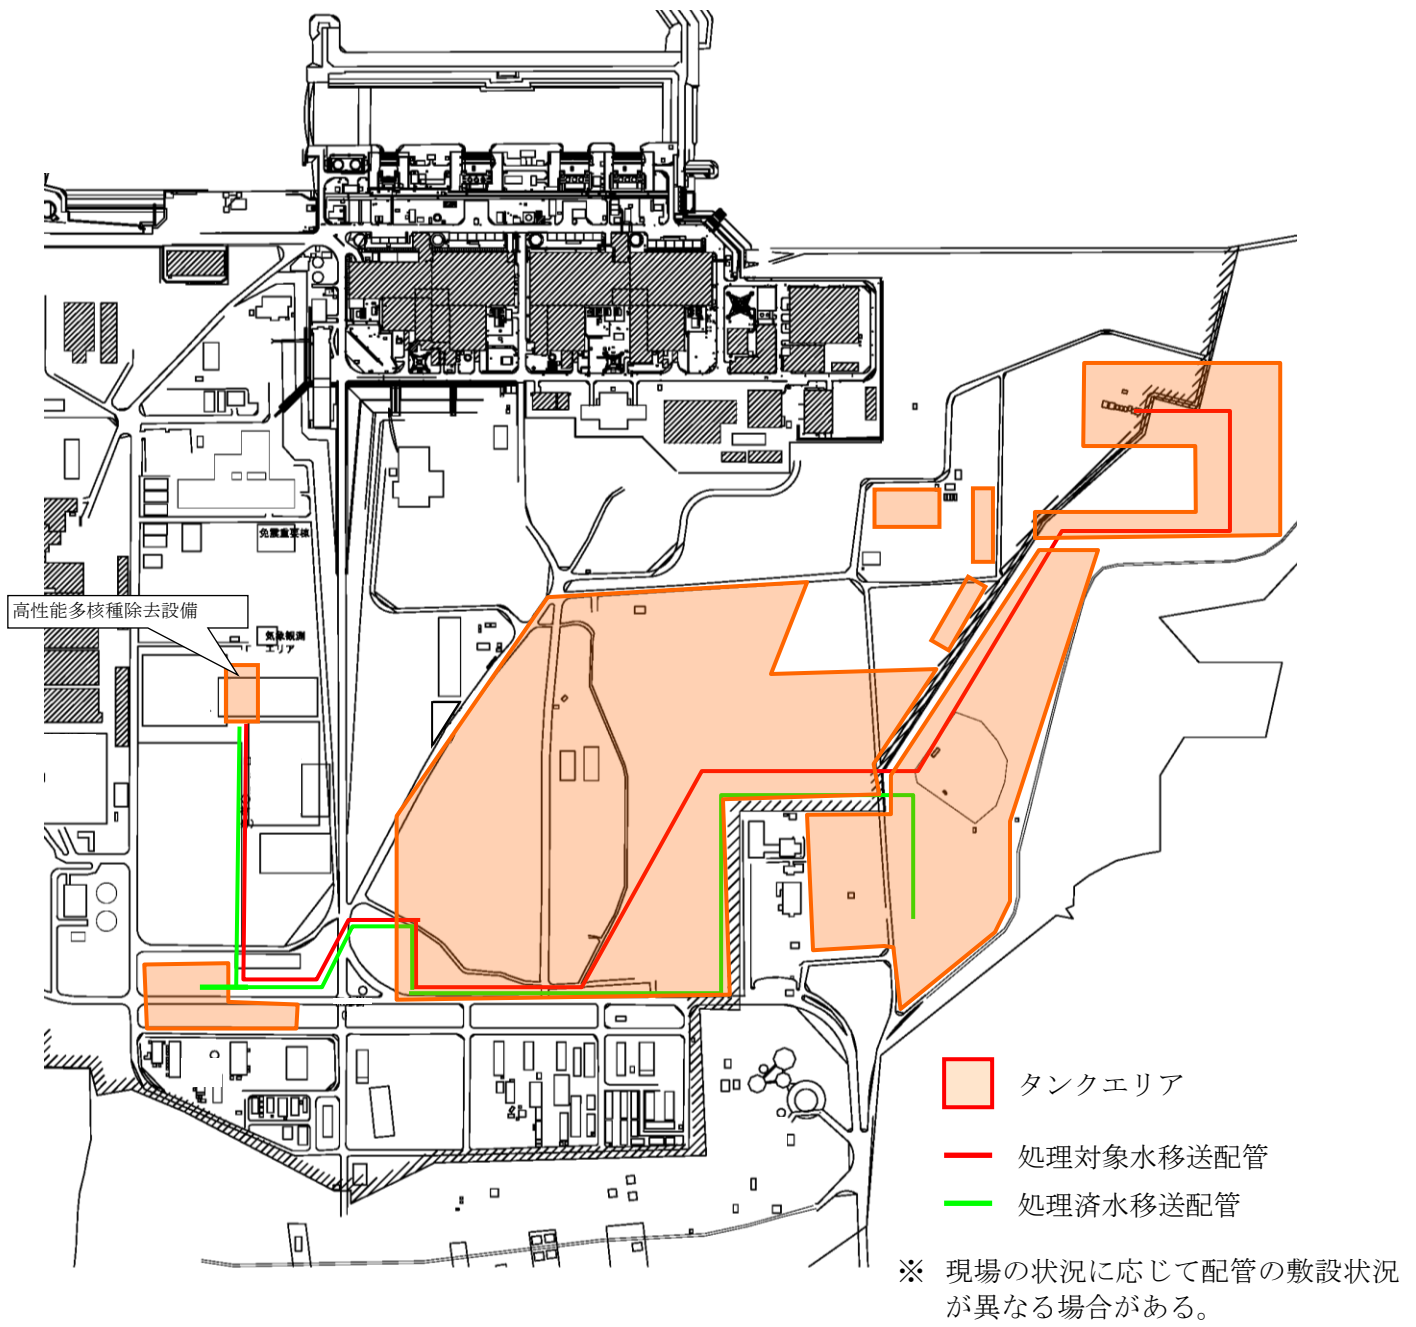 免震重要棟
高性能多核種除去設備
気象観測
エリア
タンクエリア
処理対象水移送配管
処理済水移送配管
※ 現場の状況に応じて配管の敷設状況
が異なる場合がある。